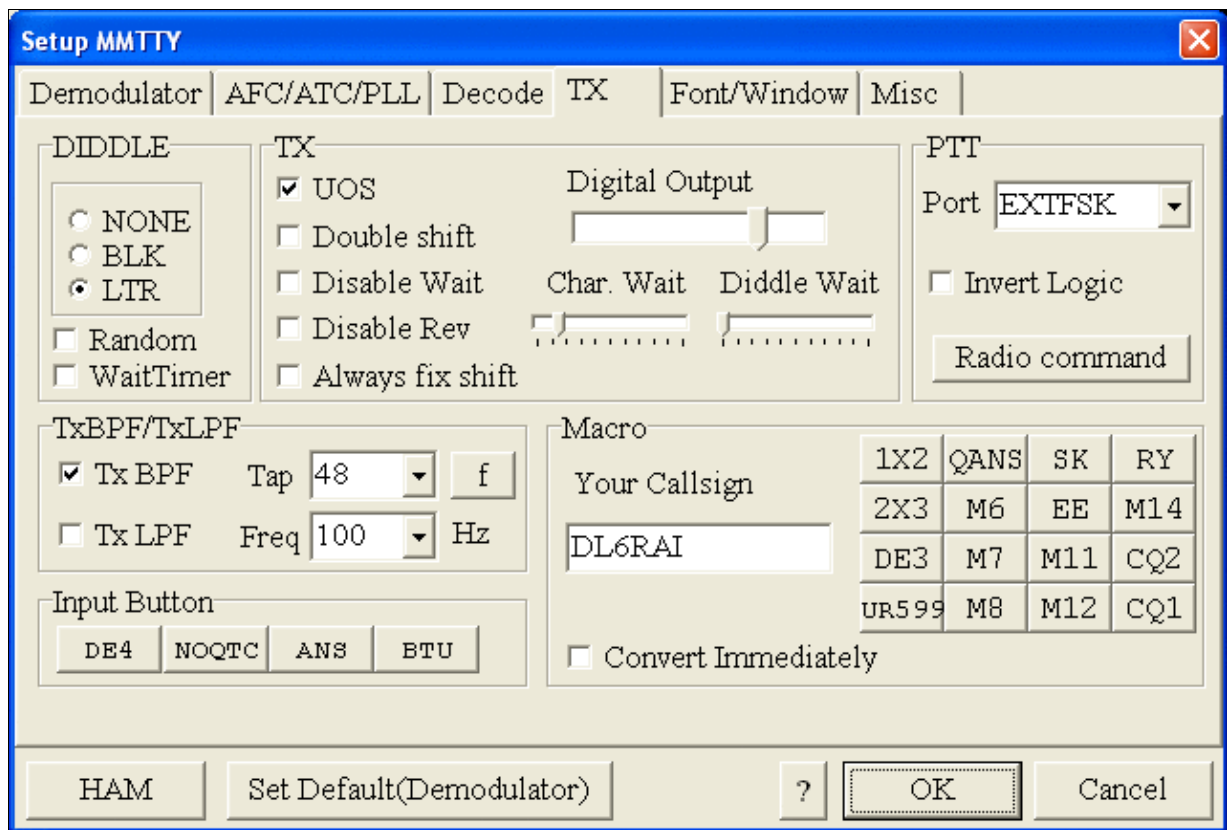 Setup MMTTY
Demodulator AFC/ATC/PLL Decode TX Font/Window Misc
DIDDLE
NONE
BLK
LTR
Random
WaitTimer
TX
UOS
Double shift
Disable Wait
Disable Rev
Always fix shift
Digital Output
Char. Wait Diddle Wait
PTT
Port EXTFSK
Invert Logic
Radio command
TxBPF/TxLPF
Tx BPF Tap 48 f
Tx LPF Freq 100 Hz
Input Button
DE4 NOQTC ANS BTU
Macro
Your Callsign
DL6RAI
Convert Immediately
1X2 QANS SK RY
2X3 M6 EE M14
DE3 M7 M11 CQ2
UR599 M8 M12 CQ1
HAM Set Default(Demodulator) ? OK Cancel